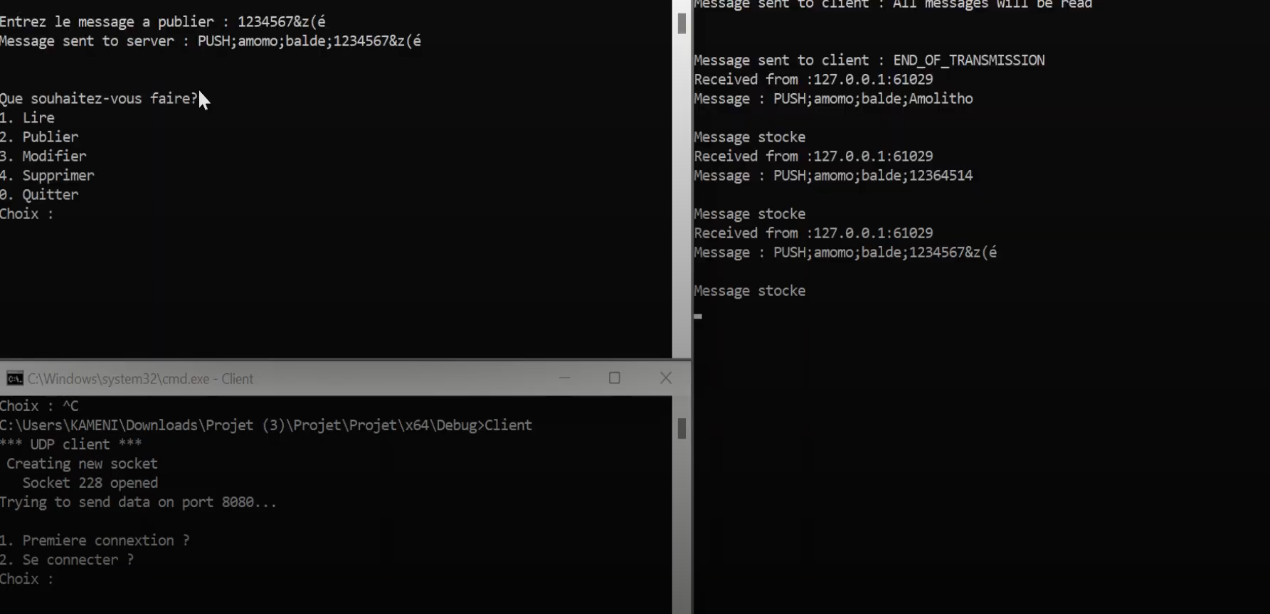 Entrez le message a publier : 1234567&z(é
Message sent to server : PUSH;amomo;balde;1234567&z(é
Que souhaitez-vous faire?
1. Lire
2. Publier
3. Modifier
4. Supprimer
0. Quitter
Choix :
Message sent to client : All messages will be read
Message sent to client : END_OF_TRANSMISSION
Received from :127.0.0.1:61029
Message : PUSH;amomo;balde;Amolitho
Message stocke
Received from :127.0.0.1:61029
Message : PUSH;amomo;balde;12364514
Message stocke
Received from :127.0.0.1:61029
Message : PUSH;amomo;balde;1234567&z(é
Message stocke
C:\Windows\system32\cmd.exe - Client
Choix : ^C
C:\Users\KAMENI\Downloads\Projet (3)\Projet\Projet\x64\Debug>Client
*** UDP client ***
Creating new socket
Socket 228 opened
Trying to send data on port 8080...
1. Premiere connextion ?
2. Se connecter ?
Choix :